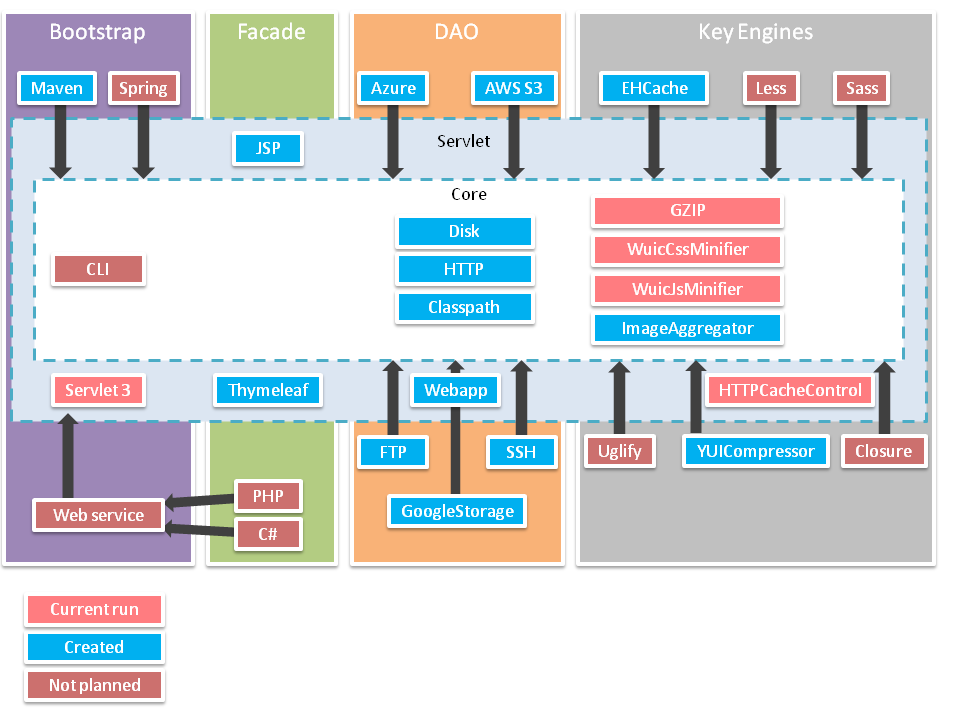 Bootstrap
Facade
DAO
Key Engines
Maven
Spring
Azure
AWS S3
EHCache
Less
Sass
JSP
Servlet
Core
GZIP
Disk
WuicCssMinifier
CLI
HTTP
WuicJsMinifier
Classpath
ImageAggregator
Servlet 3
Thymeleaf
Webapp
HTTPCacheControl
FTP
SSH
Uglify
YUICompressor
Closure
PHP
Web service
GoogleStorage
C#
Current run
Created
Not planned